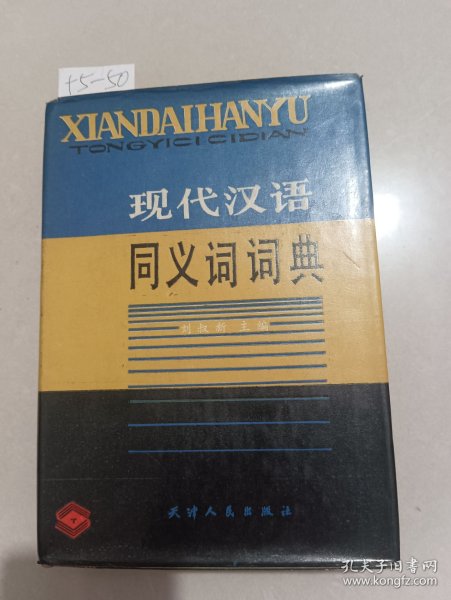 t5-50
XIANDAIHANYU
TONGYICICIDIAN
现代汉语
同义词词典
刘叔新 主编
天津人民出版社
孔夫子旧书网
www.kongfz.com